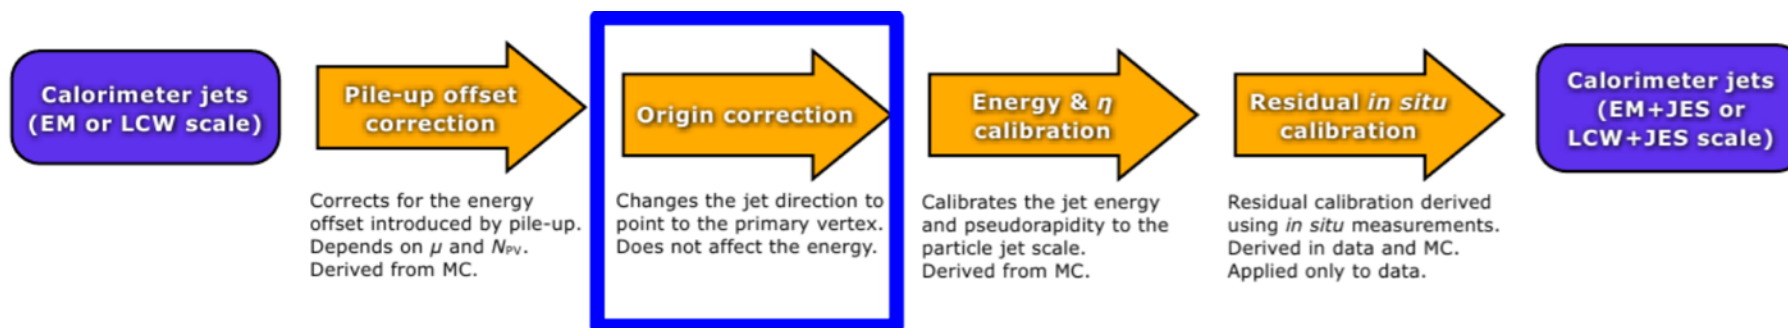 Calorimeter jets
(EM or LCW scale)
Pile-up offset
correction
Corrects for the energy
offset introduced by pile-up.
Depends on µ and NPV.
Derived from MC.
Origin correction
Changes the jet direction to
point to the primary vertex.
Does not affect the energy.
Energy & η
calibration
Calibrates the jet energy
and pseudorapidity to the
particle jet scale.
Derived from MC.
Residual in situ
calibration
Residual calibration derived
using in situ measurements.
Derived in data and MC.
Applied only to data.
Calorimeter jets
(EM+JES or
LCW+JES scale)